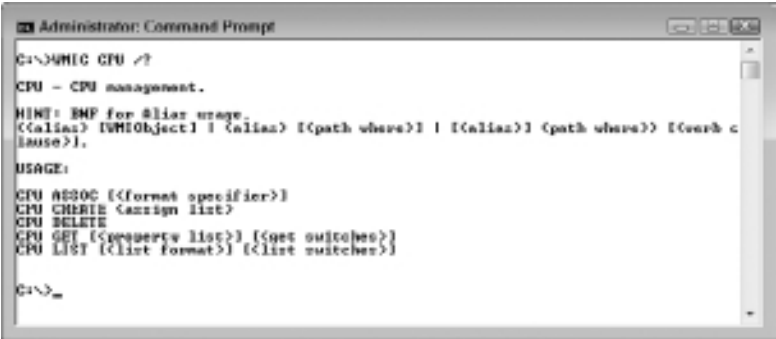 Administrator: Command Prompt
C:\>WMIC CPU /?
CPU - CPU management.
HINT: BNF for Alias usage.
(<alias> [WMIObject] | <alias> [<path where>] | [<alias>] <path where>) [<verb c
lause>].
USAGE:
CPU ASSOC [<format specifier>]
CPU CREATE <assign list>
CPU DELETE
CPU GET [<property list>] [<get switches>]
CPU LIST [<list format>] [<list switches>]
C:\>_